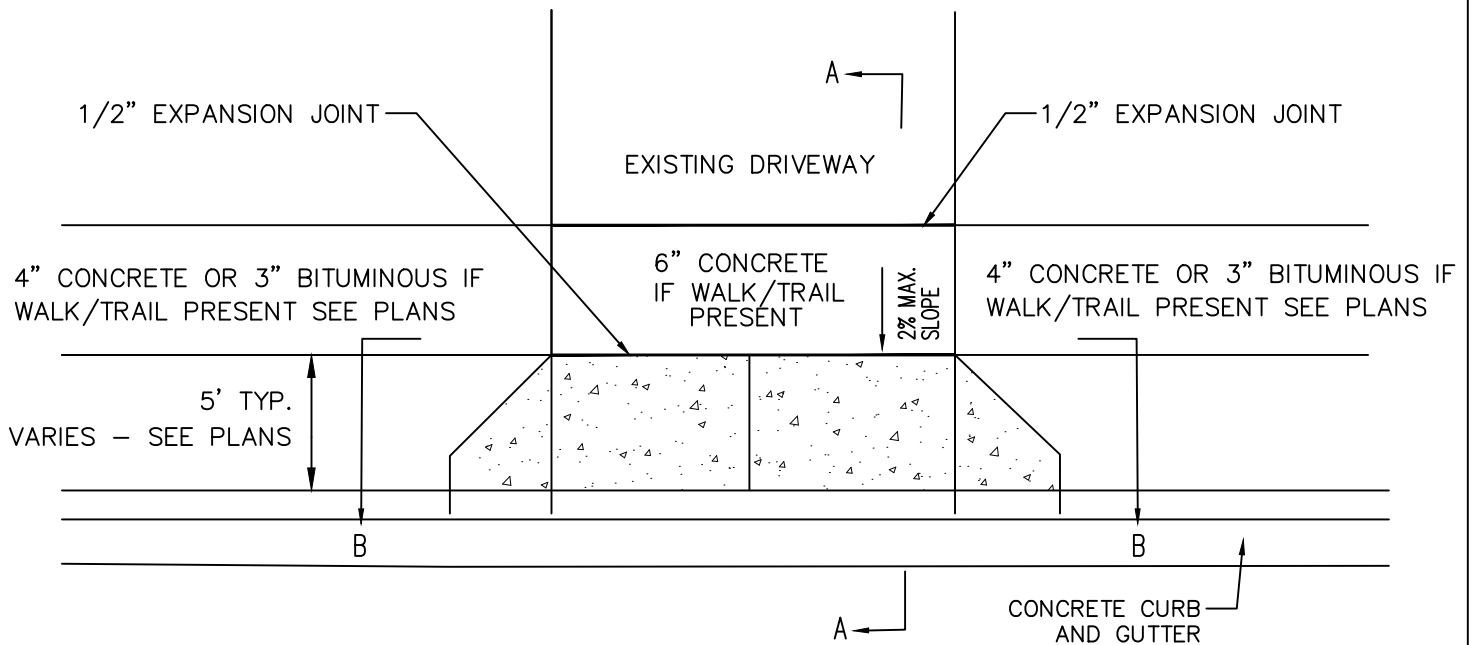 A
1/2” EXPANSION JOINT
1/2” EXPANSION JOINT
EXISTING DRIVEWAY
4” CONCRETE OR 3” BITUMINOUS IF
WALK/TRAIL PRESENT SEE PLANS
6” CONCRETE
IF WALK/TRAIL
PRESENT
2% MAX.
SLOPE
4” CONCRETE OR 3” BITUMINOUS IF
WALK/TRAIL PRESENT SEE PLANS
5’ TYP.
VARIES – SEE PLANS
B
B
A
CONCRETE CURB
AND GUTTER